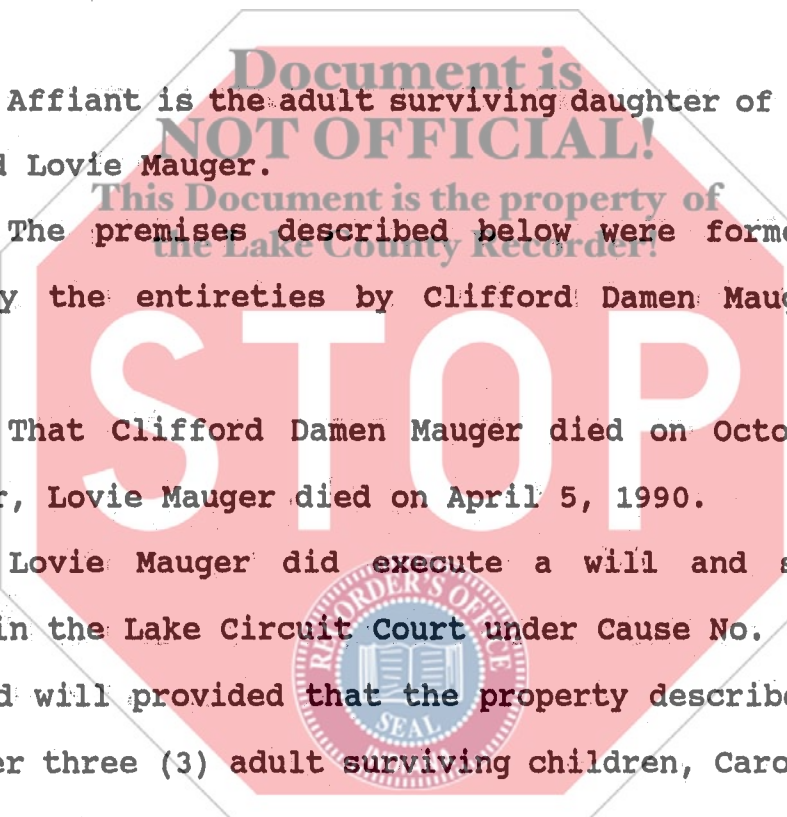 Document is
Affiant is the adult surviving daughter of
NOT OFFICIAL!
Lovie Mauger.
This Document is the property of
The premises described below were forme
the Lake County Recorder!
the entireties by Clifford Damen Maug
STOP
That Clifford Damen Mauger died on Octo
r, Lovie Mauger died on April 5, 1990.
Lovie Mauger did execute a will and s
RECORDER'S OFFICE
in the Lake Circuit Court under Cause No.
d will provided that the property describe
SEAL
er three (3) adult surviving children, Caro
INDIANA